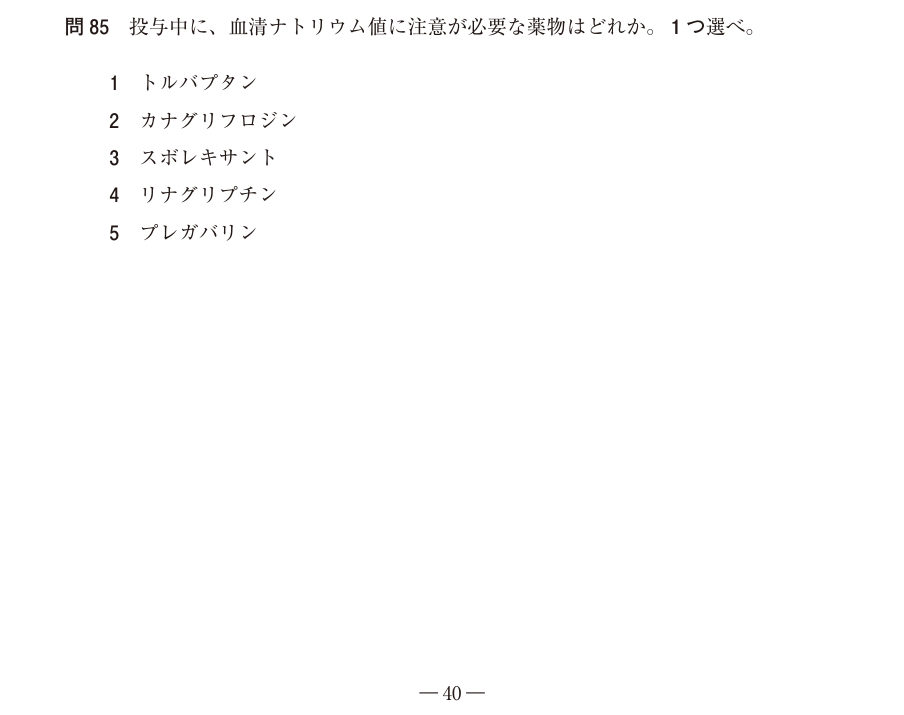 問 85　投与中に、血清ナトリウム値に注意が必要な薬物はどれか。1つ選べ。
1　トルバプタン
2　カナグリフロジン
3　スボレキサント
4　リナグリプチン
5　プレガバリン
― 40 ―